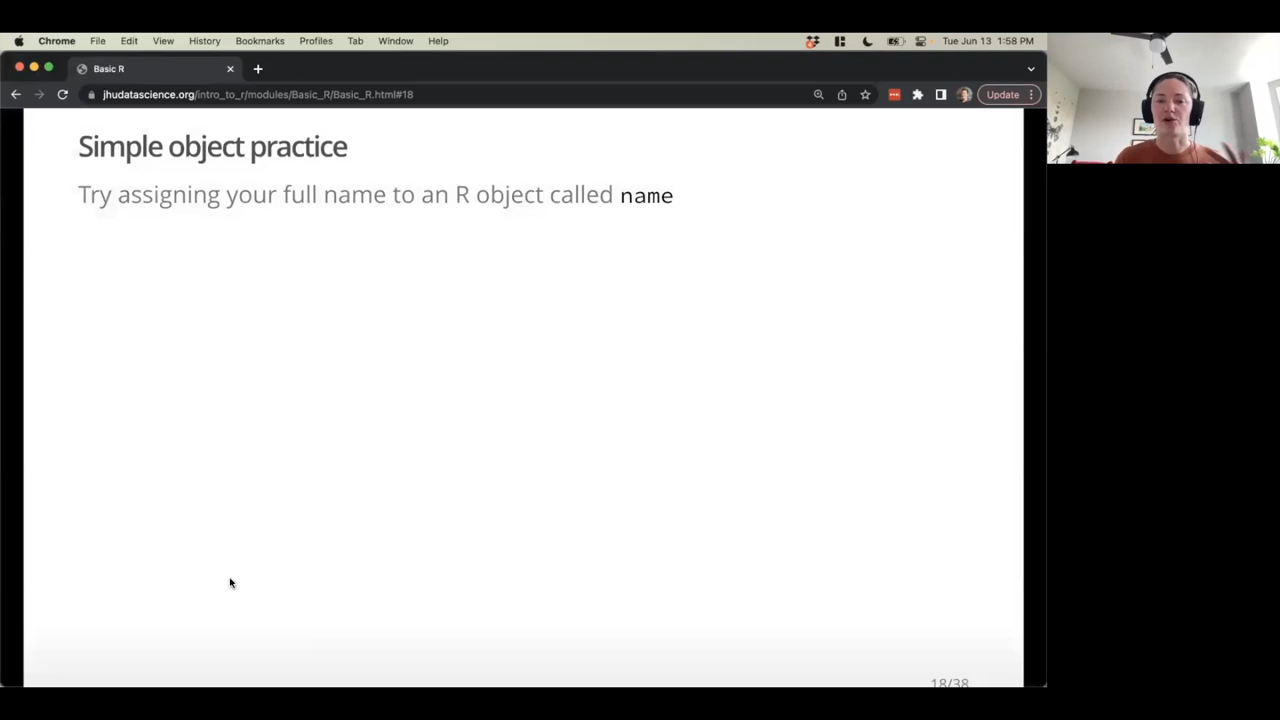 Chrome File Edit View History Bookmarks Profiles Tab Window Help Tue Jun 13 1:58 PM
Basic R
jhudatascience.org/intro_to_r/modules/Basic_R/Basic_R.html#18 Update
Simple object practice
Try assigning your full name to an R object called name
18/38